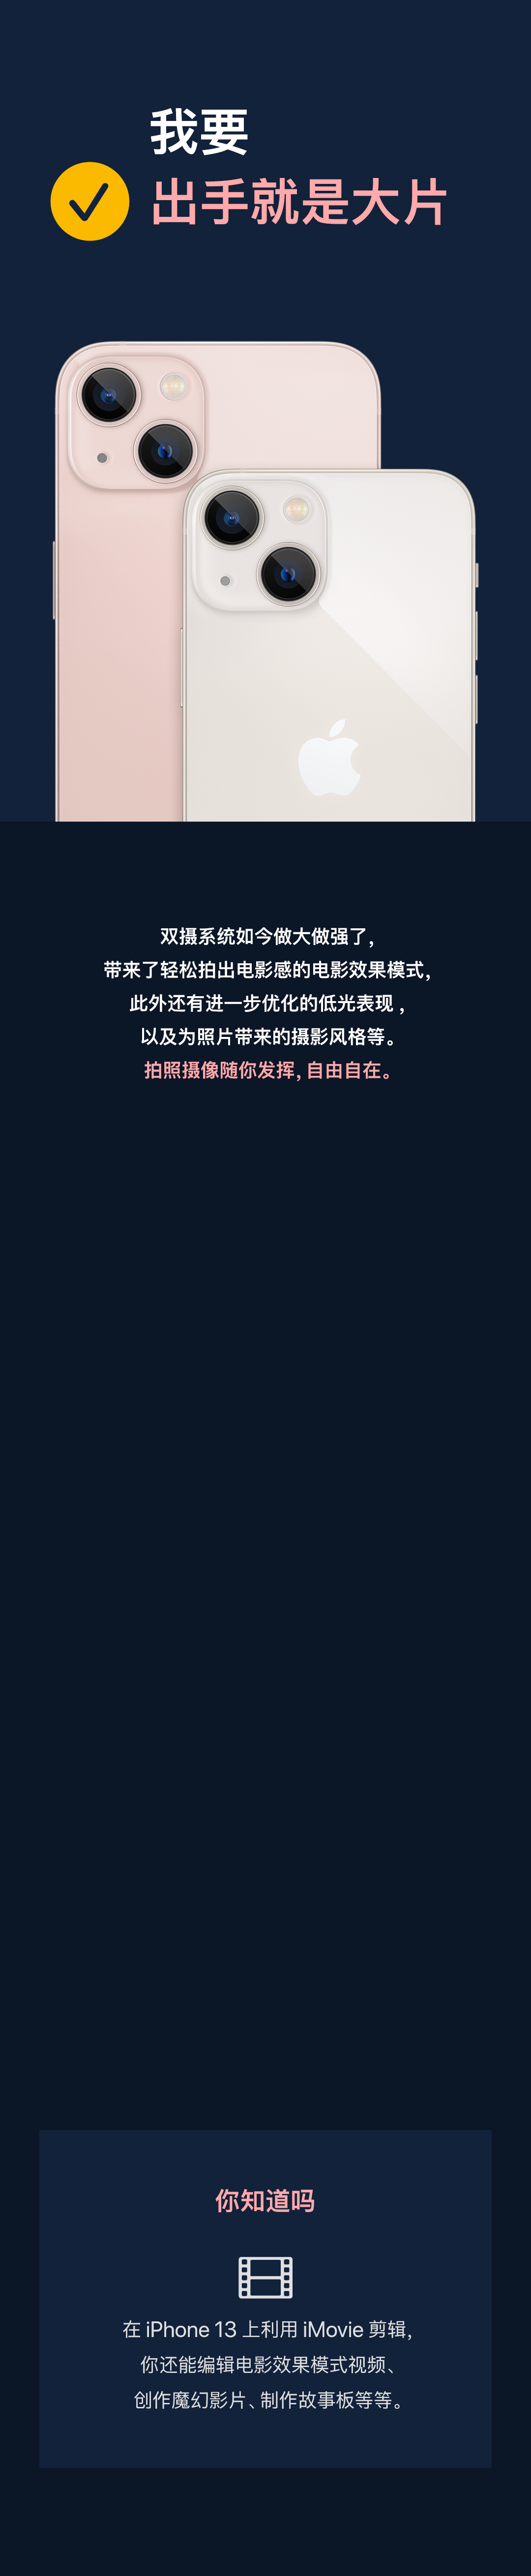 我要
出手就是大片
双摄系统如今做大做强了，
带来了轻松拍出电影感的电影效果模式，
此外还有进一步优化的低光表现，
以及为照片带来的摄影风格等。
拍照摄像随你发挥，自由自在。
你知道吗
在 iPhone 13 上利用 iMovie 剪辑，
你还能编辑电影效果模式视频、
创作魔幻影片、制作故事板等等。